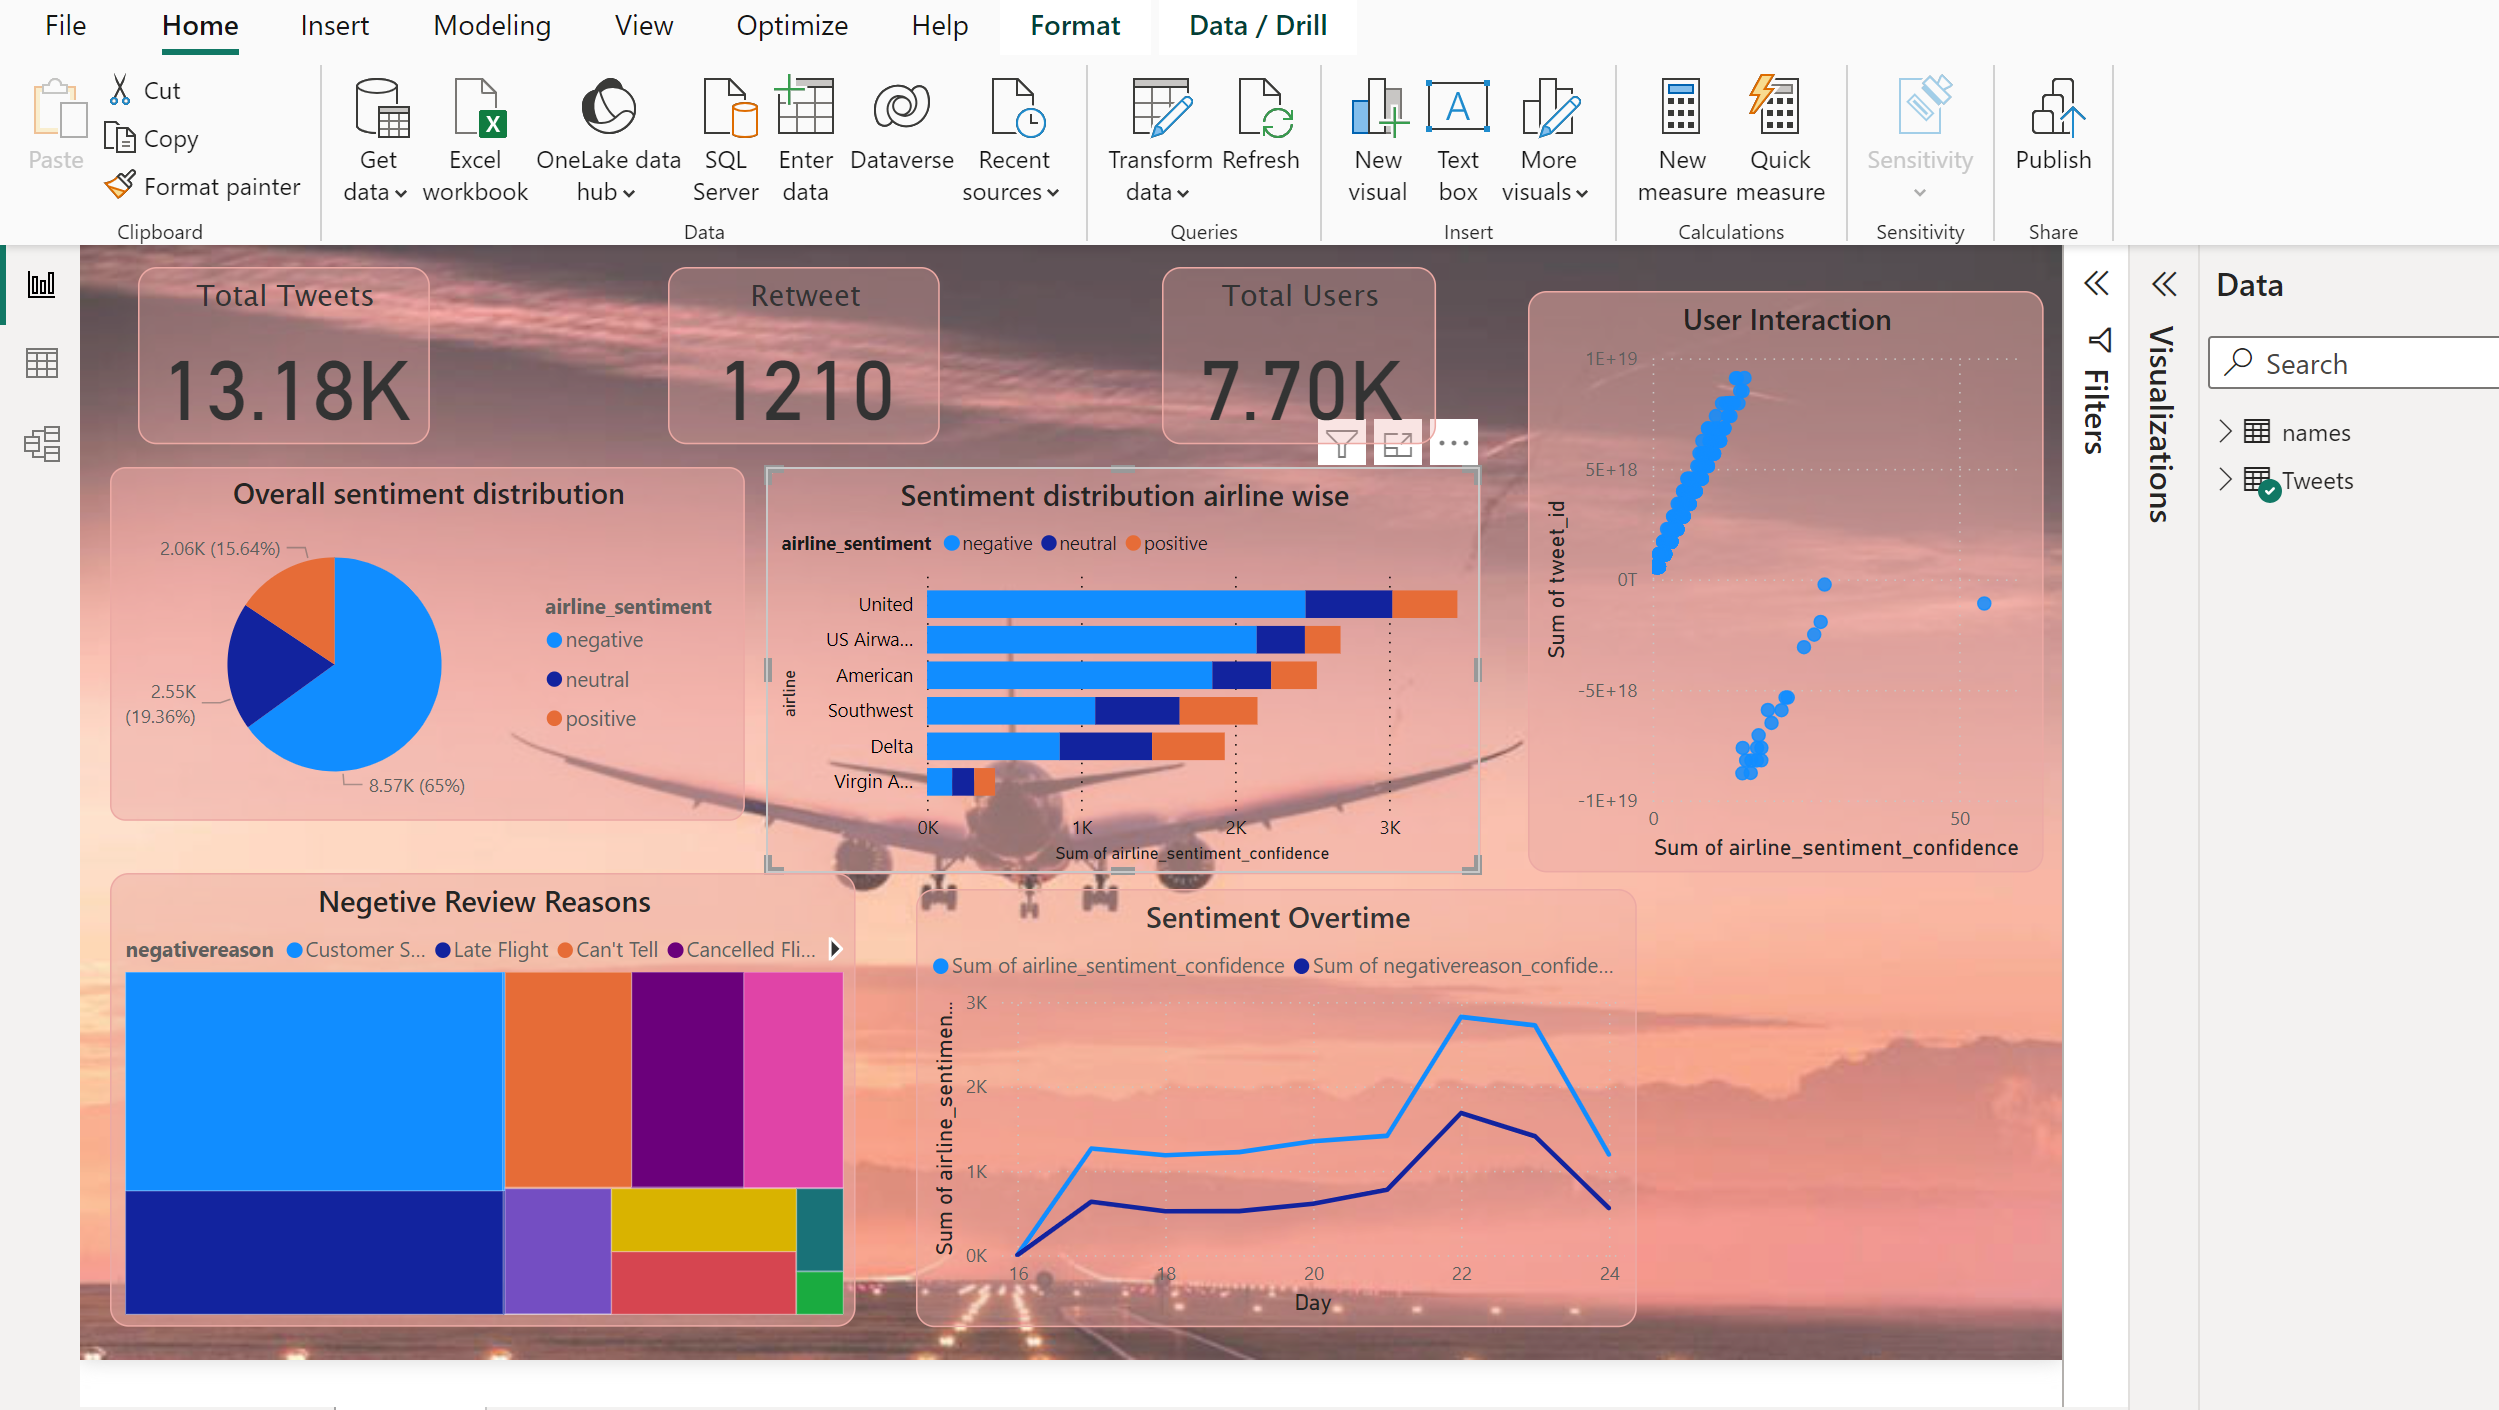 File Home Insert Modeling View Optimize Help Format Data / Drill
Paste
Cut
Copy
Format painter
Clipboard
Get data
Excel workbook
OneLake data hub
SQL Server
Enter data
Dataverse
Recent sources
Data
Transform data
Refresh
Queries
New visual
Text box
More visuals
Insert
New measure
Quick measure
Calculations
Sensitivity
Sensitivity
Publish
Share
Total Tweets
13.18K
Retweet
1210
Total Users
7.70K
Overall sentiment distribution
2.06K (15.64%)
2.55K
(19.36%)
8.57K (65%)
airline_sentiment
negative
neutral
positive
Sentiment distribution airline wise
airline_sentiment negative neutral positive
airline
United
US Airwa...
American
Southwest
Delta
Virgin A...
0K 1K 2K 3K
Sum of airline_sentiment_confidence
User Interaction
Sum of tweet_id
1E+19
5E+18
0T
-5E+18
-1E+19
0 50
Sum of airline_sentiment_confidence
Negetive Review Reasons
negativereason Customer S... Late Flight Can't Tell Cancelled Fli...
Sentiment Overtime
Sum of airline_sentiment_confidence Sum of negativereason_confide...
Sum of airline_sentimen...
3K
2K
1K
0K
16 18 20 22 24
Day
Filters
Visualizations
Data
Search
names
Tweets